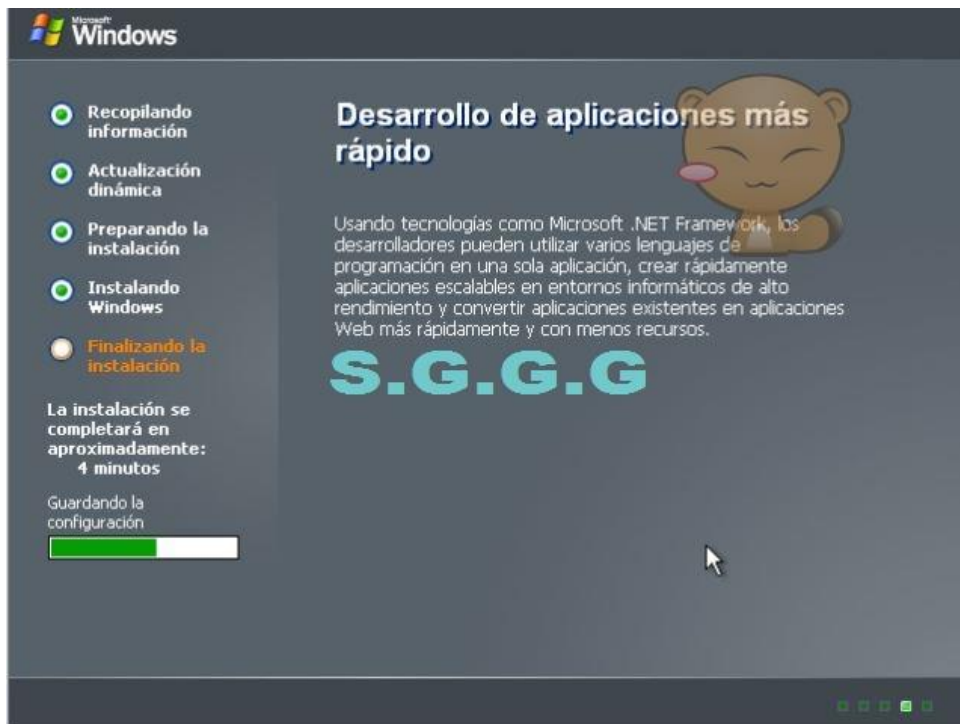 Microsoft
Windows
Recopilando
información
Actualización
dinámica
Preparando la
instalación
Instalando
Windows
Finalizando la
instalación
La instalación se
completará en
aproximadamente:
4 minutos
Guardando la
configuración
Desarrollo de aplicaciones más
rápido
Usando tecnologías como Microsoft .NET Framework, los
desarrolladores pueden utilizar varios lenguajes de
programación en una sola aplicación, crear rápidamente
aplicaciones escalables en entornos informáticos de alto
rendimiento y convertir aplicaciones existentes en aplicaciones
Web más rápidamente y con menos recursos.
S.G.G.G